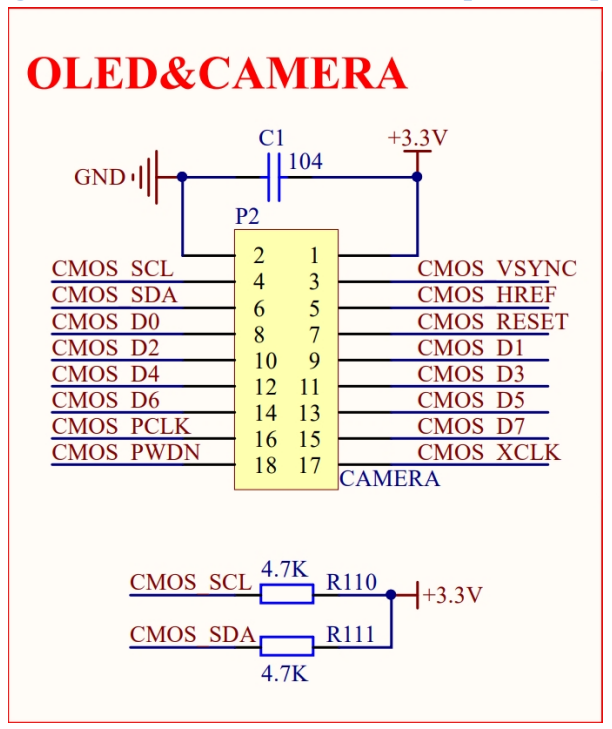 OLED&CAMERA
C1
+3.3V
104
GND
P2
2 1
CMOS_SCL 4 3 CMOS_VSYNC
CMOS_SDA 6 5 CMOS_HREF
CMOS_D0 8 7 CMOS_RESET
CMOS_D2 10 9 CMOS_D1
CMOS_D4 12 11 CMOS_D3
CMOS_D6 14 13 CMOS_D5
CMOS_PCLK 16 15 CMOS_D7
CMOS_PWDN 18 17 CMOS_XCLK
CAMERA
4.7K
CMOS_SCL R110
+3.3V
CMOS_SDA R111
4.7K